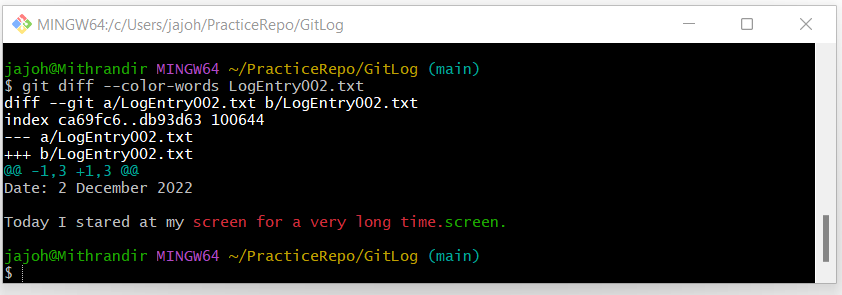 MINGW64:/c/Users/jajoh/PracticeRepo/GitLog
jajoh@Mithrandir MINGW64 ~/PracticeRepo/GitLog (main)
$ git diff --color-words LogEntry002.txt
diff --git a/LogEntry002.txt b/LogEntry002.txt
index ca69fc6..db93d63 100644
--- a/LogEntry002.txt
+++ b/LogEntry002.txt
@@ -1,3 +1,3 @@
Date: 2 December 2022
Today I stared at my screen for a very long time.screen.
jajoh@Mithrandir MINGW64 ~/PracticeRepo/GitLog (main)
$